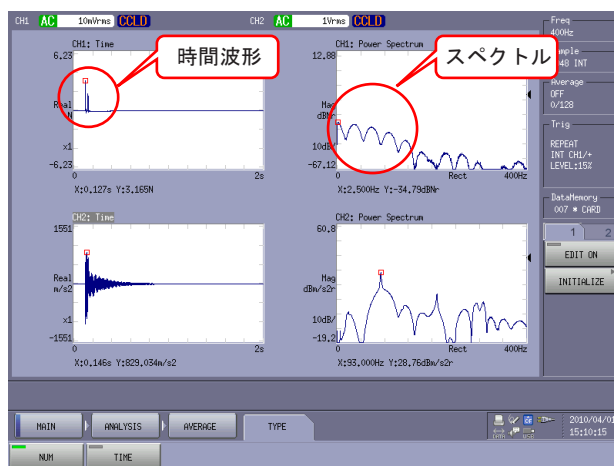 CH1 AC 10mVrms CCLD CH2 AC 1Vrms CCLD
Freq
400Hz
CH1: Time
時間波形
CH1: Power Spectrum
スペクトル
6.23
Real
N
x1
-6.23
0 2s
X:0.127s Y:3.165N
12.88
Mag
10dB/
-67.12
0 Rect 400Hz
X:2.500Hz Y:-34.79dBNr
48 INT
Average
OFF
0/128
Trig
REPEAT
INT CH1/+
LEVEL:15%
DataMemory
007 * CARD
1 2
EDIT ON
INITIALIZE
CH2: Time
1551
Real
m/s2
x1
-1551
0 2s
X:0.146s Y:829.034m/s2
CH2: Power Spectrum
60.8
Mag
dBm/s2r
10dB/
-19.2
0 Rect 400Hz
X:93.000Hz Y:28.76dBm/s2r
MAIN ANALYSIS AVERAGE TYPE
2010/04/01
15:10:15
NUM TIME